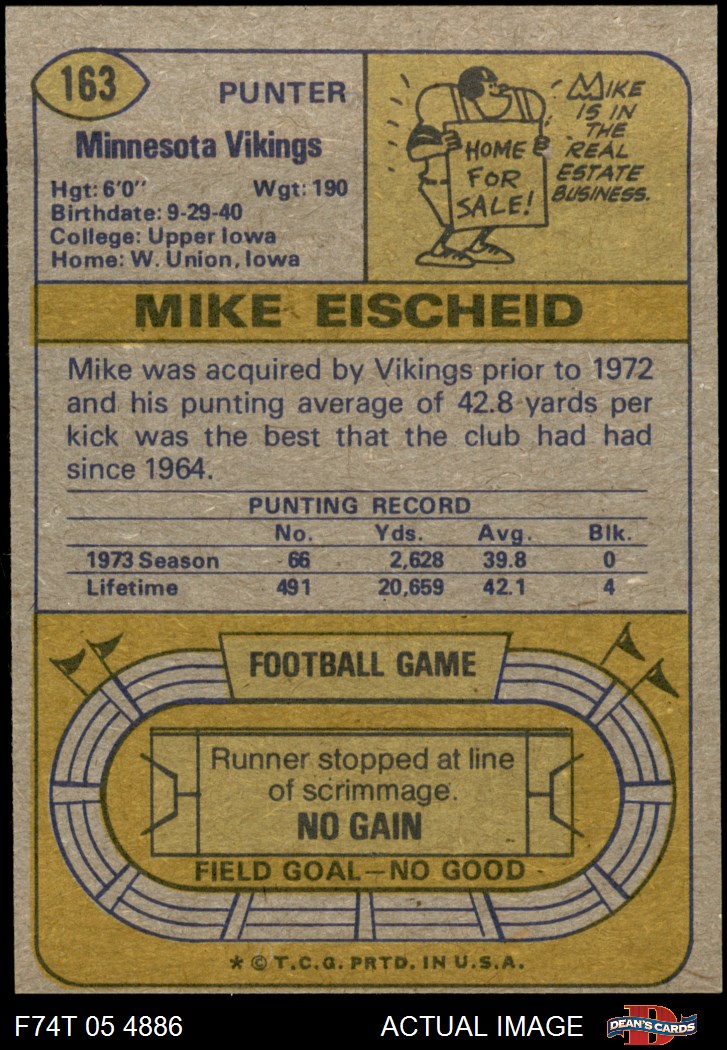 163
PUNTER
Minnesota Vikings
Hgt: 6'0" Wgt: 190
Birthdate: 9-29-40
College: Upper Iowa
Home: W. Union, Iowa
HOME
FOR
SALE!
MIKE
IS IN
THE
REAL
ESTATE
BUSINESS.
MIKE EISCHEID
Mike was acquired by Vikings prior to 1972
and his punting average of 42.8 yards per
kick was the best that the club had had
since 1964.
PUNTING RECORD
No. Yds. Avg. Blk.
1973 Season 66 2,628 39.8 0
Lifetime 491 20,659 42.1 4
FOOTBALL GAME
Runner stopped at line
of scrimmage.
NO GAIN
FIELD GOAL—NO GOOD
* © T.C.G. PRTD. IN U.S.A.
F74T 05 4886 ACTUAL IMAGE
D
DEAN'S CARDS